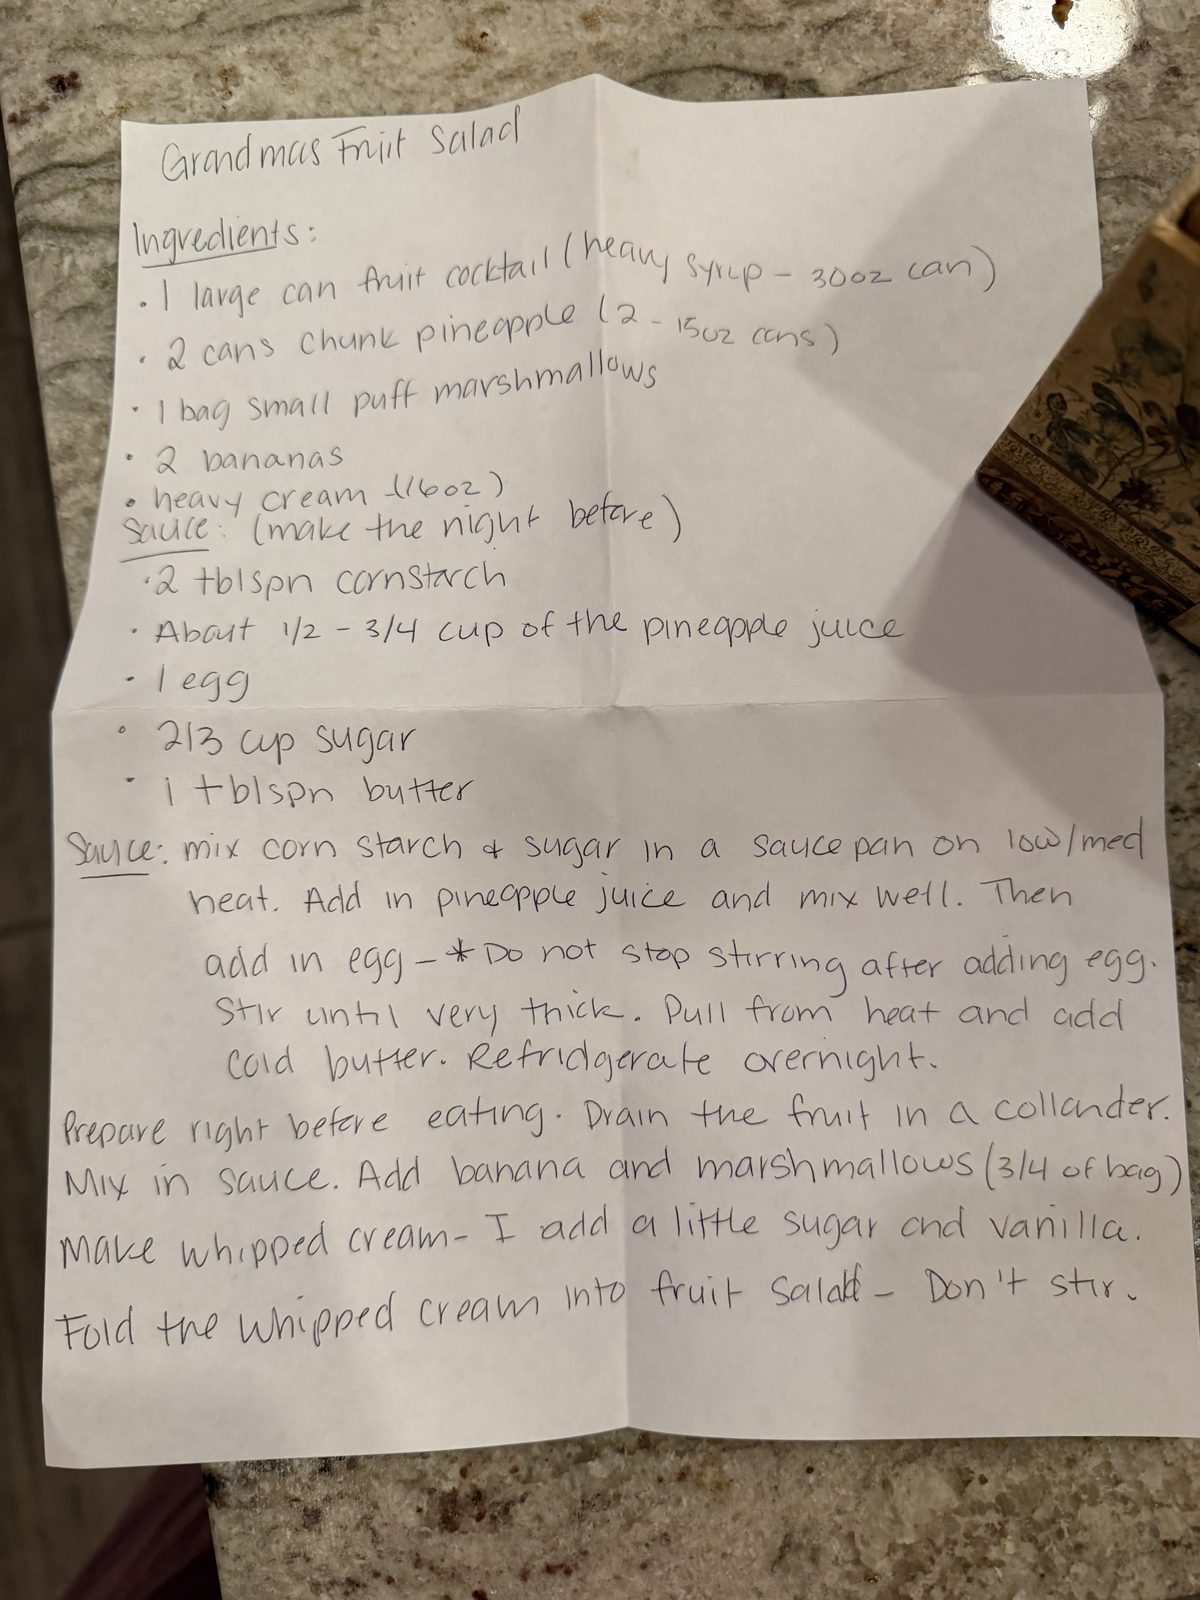 Grandmas Fruit Salad
Ingredients:
• 1 large can fruit cocktail (heavy syrup - 30oz can)
• 2 cans chunk pineapple (2 - 15oz cans)
• 1 bag small puff marshmallows
• 2 bananas
• heavy cream (16oz)
Sauce: (make the night before)
• 2 tblspn cornstarch
• About 1/2 - 3/4 cup of the pineapple juice
• 1 egg
• 2/3 cup sugar
• 1 tblspn butter
Sauce: mix corn starch & sugar in a sauce pan on low/med
heat. Add in pineapple juice and mix well. Then
add in egg - * Do not stop stirring after adding egg.
Stir until very thick. Pull from heat and add
cold butter. Refridgerate overnight.
Prepare right before eating. Drain the fruit in a collander.
Mix in sauce. Add banana and marshmallows (3/4 of bag)
Make whipped cream - I add a little sugar and vanilla.
Fold the whipped cream into fruit salad - Don't stir.